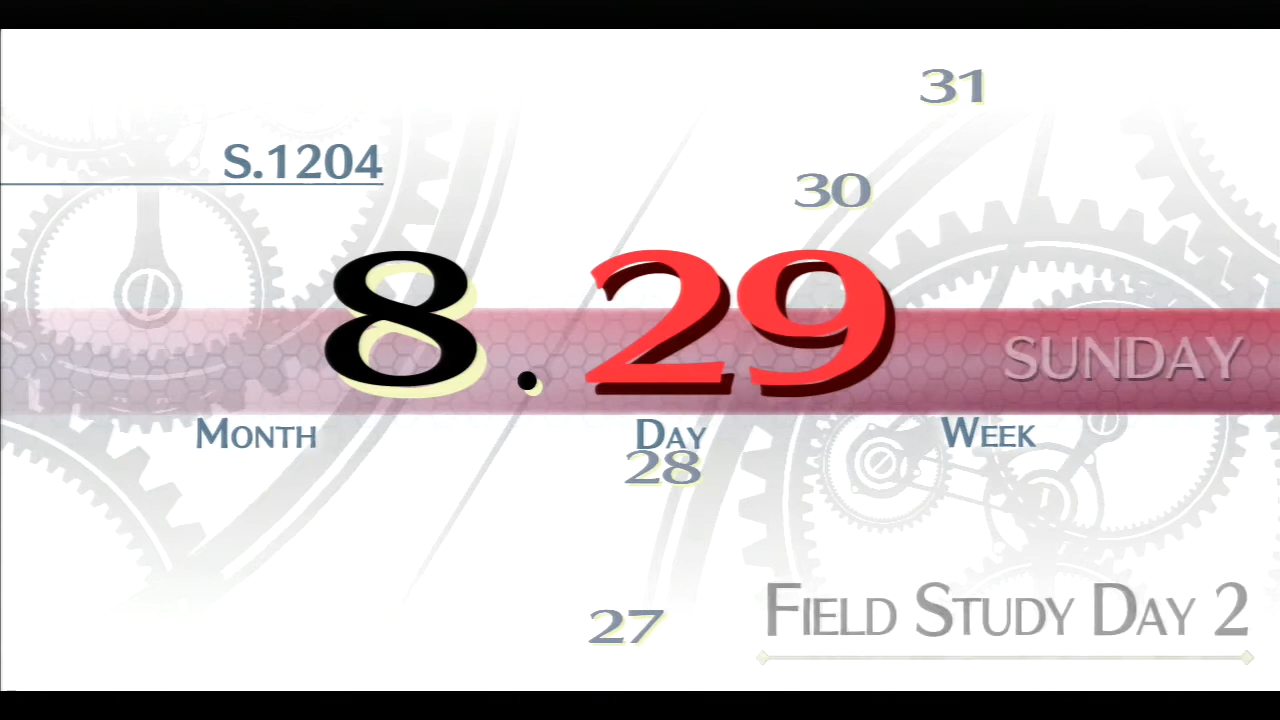 31
S.1204
30
8.29
SUNDAY
MONTH
DAY
WEEK
28
27
FIELD STUDY DAY 2